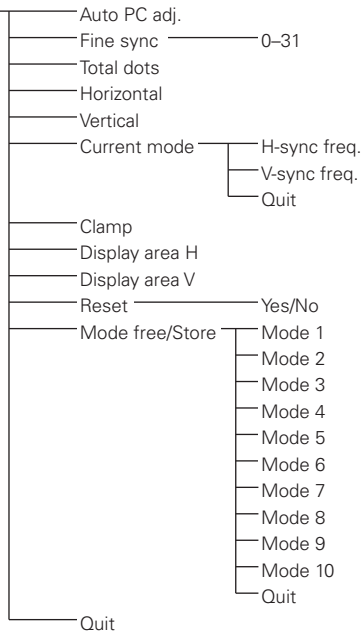 Auto PC adj.
Fine sync 0–31
Total dots
Horizontal
Vertical
Current mode H-sync freq.
V-sync freq.
Quit
Clamp
Display area H
Display area V
Reset Yes/No
Mode free/Store Mode 1
Mode 2
Mode 3
Mode 4
Mode 5
Mode 6
Mode 7
Mode 8
Mode 9
Mode 10
Quit
Quit